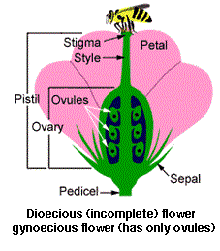 Stigma
Petal
Style
Pistil
Ovules
Ovary
Sepal
Pedicel
Dioecious (incomplete) flower
gynoecious flower (has only ovules)